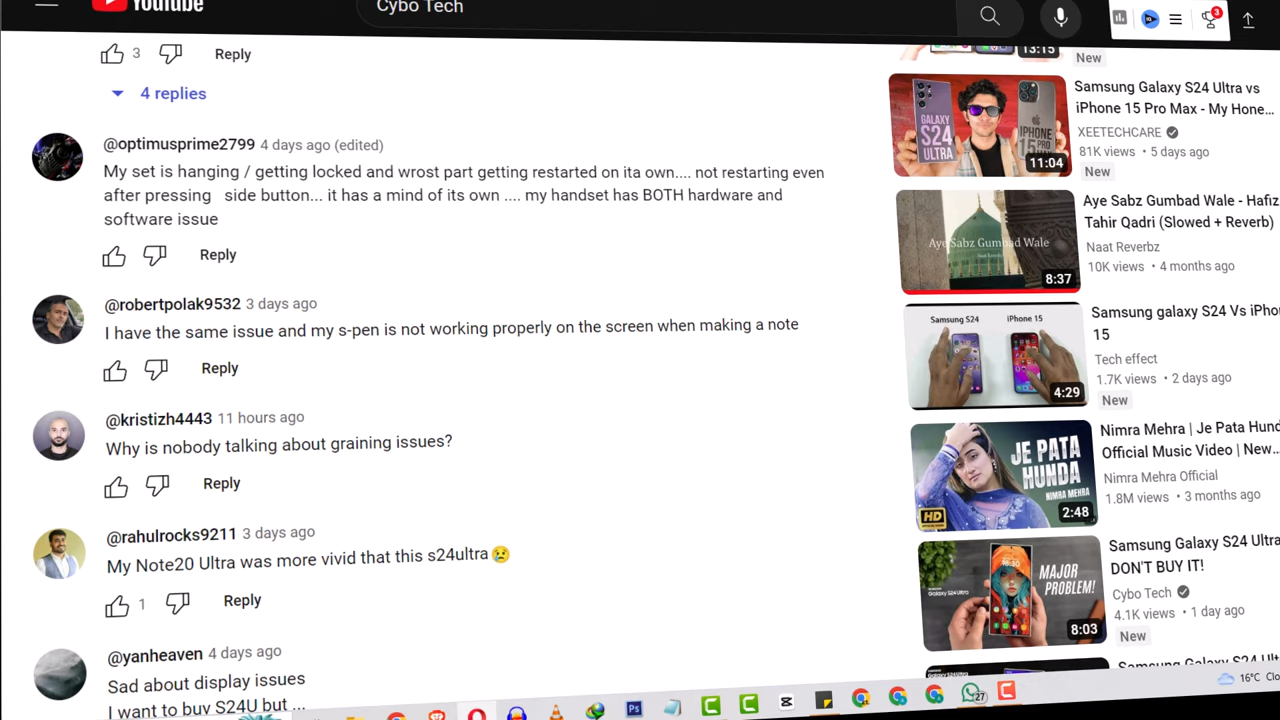 YouTube
Cybo Tech
3
3
Reply
4 replies
@optimusprime2799 4 days ago (edited)
My set is hanging / getting locked and wrost part getting restarted on ita own.... not restarting even
after pressing side button... it has a mind of its own .... my handset has BOTH hardware and
software issue
Reply
@robertpolak9532 3 days ago
I have the same issue and my s-pen is not working properly on the screen when making a note
Reply
@kristizh4443 11 hours ago
Why is nobody talking about graining issues?
Reply
@rahulrocks9211 3 days ago
My Note20 Ultra was more vivid that this s24ultra😢
1
Reply
@yanheaven 4 days ago
Sad about display issues
I want to buy S24U but ...
13:15
New
GALAXY
S24
ULTRA
IPHONE
15
PRO
MAX
11:04
Samsung Galaxy S24 Ultra vs
iPhone 15 Pro Max - My Hone...
XEETECHCARE
81K views • 5 days ago
New
Aye Sabz Gumbad Wale
8:37
Aye Sabz Gumbad Wale - Hafiz
Tahir Qadri (Slowed + Reverb)
Naat Reverbz
10K views • 4 months ago
Samsung S24
iPhone 15
4:29
Samsung galaxy S24 Vs iPho
15
Tech effect
1.7K views • 2 days ago
New
JE PATA
HUNDA
NIMRA MEHRA
HD
2:48
Nimra Mehra | Je Pata Hund
Official Music Video | New...
Nimra Mehra Official
1.8M views • 3 months ago
Galaxy S24 Ultra
MAJOR
PROBLEM!
8:03
Samsung Galaxy S24 Ultra
DON'T BUY IT!
Cybo Tech
4.1K views • 1 day ago
New
Ps
27
16°C Clo